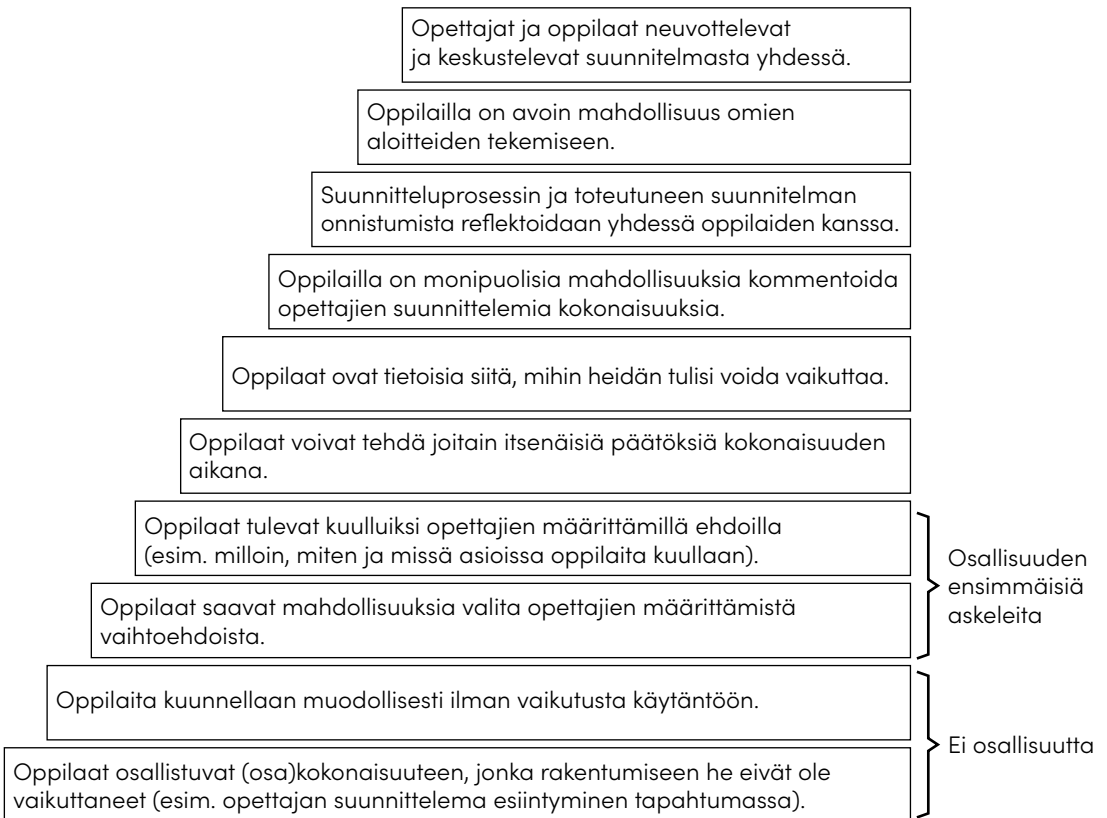 Opettajat ja oppilaat neuvottelevat
ja keskustelevat suunnitelmasta yhdessä.
Oppilailla on avoin mahdollisuus omien
aloitteiden tekemiseen.
Suunnitteluprosessin ja toteutuneen suunnitelman
onnistumista reflektoidaan yhdessä oppilaiden kanssa.
Oppilailla on monipuolisia mahdollisuuksia kommentoida
opettajien suunnittelemia kokonaisuuksia.
Oppilaat ovat tietoisia siitä, mihin heidän tulisi voida vaikuttaa.
Oppilaat voivat tehdä joitain itsenäisiä päätöksiä kokonaisuuden
aikana.
Oppilaat tulevat kuulluiksi opettajien määrittämillä ehdoilla
(esim. milloin, miten ja missä asioissa oppilaita kuullaan).
Oppilaat saavat mahdollisuuksia valita opettajien määrittämistä
vaihtoehdoista.
Osallisuuden
ensimmäisiä
askeleita
Oppilaita kuunnellaan muodollisesti ilman vaikutusta käytäntöön.
Oppilaat osallistuvat (osa)kokonaisuuteen, jonka rakentumiseen he eivät ole
vaikuttaneet (esim. opettajan suunnittelema esiintyminen tapahtumassa).
Ei osallisuutta